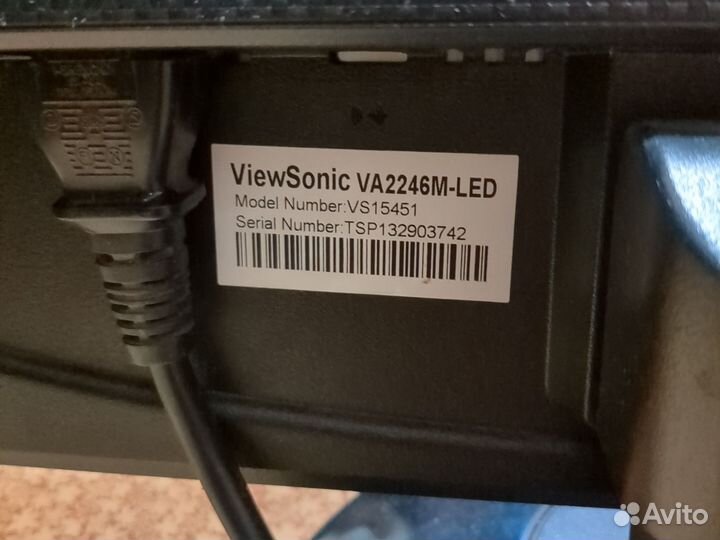 ViewSonic VA2246M-LED
Model Number:VS15451
Serial Number:TSP132903742
Avito